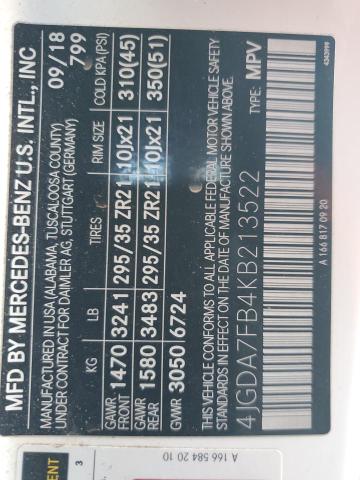 MFD BY MERCEDES-BENZ U.S. INTL., INC
MANUFACTURED IN USA (ALABAMA, TUSCALOOSA COUNTY) 09/18
UNDER CONTRACT FOR DAIMLER AG, STUTTGART (GERMANY) 799
KG LB TIRES RIM SIZE COLD KPA (PSI)
GAWR FRONT 1470 3241 295/35 ZR21 10Jx21 310(45)
GAWR REAR 1580 3483 295/35 ZR21 10Jx21 350(51)
GVWR 3050 6724
THIS VEHICLE CONFORMS TO ALL APPLICABLE FEDERAL MOTOR VEHICLE SAFETY
STANDARDS IN EFFECT ON THE DATE OF MANUFACTURE SHOWN ABOVE.
4JGDA7FB4KB213522 TYPE: MPV
A 166 817 09 20 4343999
3 A 166 584 20 10